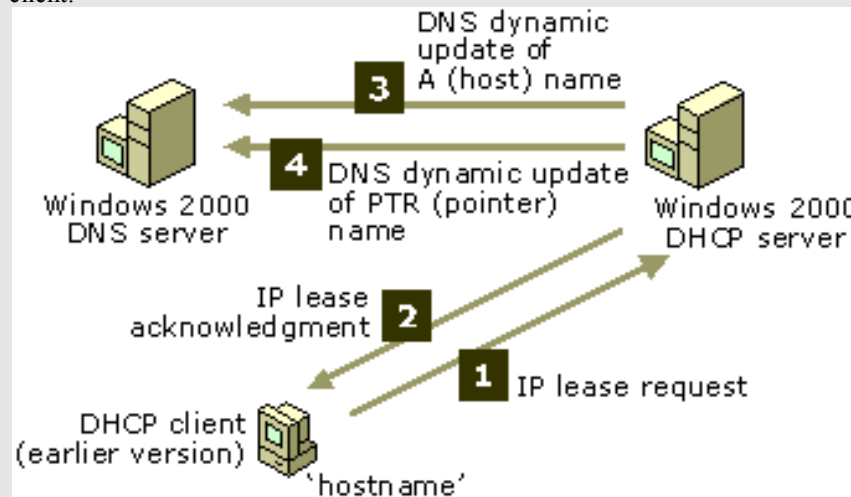 client.
DNS dynamic
update of
A (host) name
3
4
DNS dynamic update
of PTR (pointer)
name
Windows 2000
DNS server
Windows 2000
DHCP server
IP lease
acknowledgment
2
1
IP lease request
DHCP client
(earlier version)
'hostname'